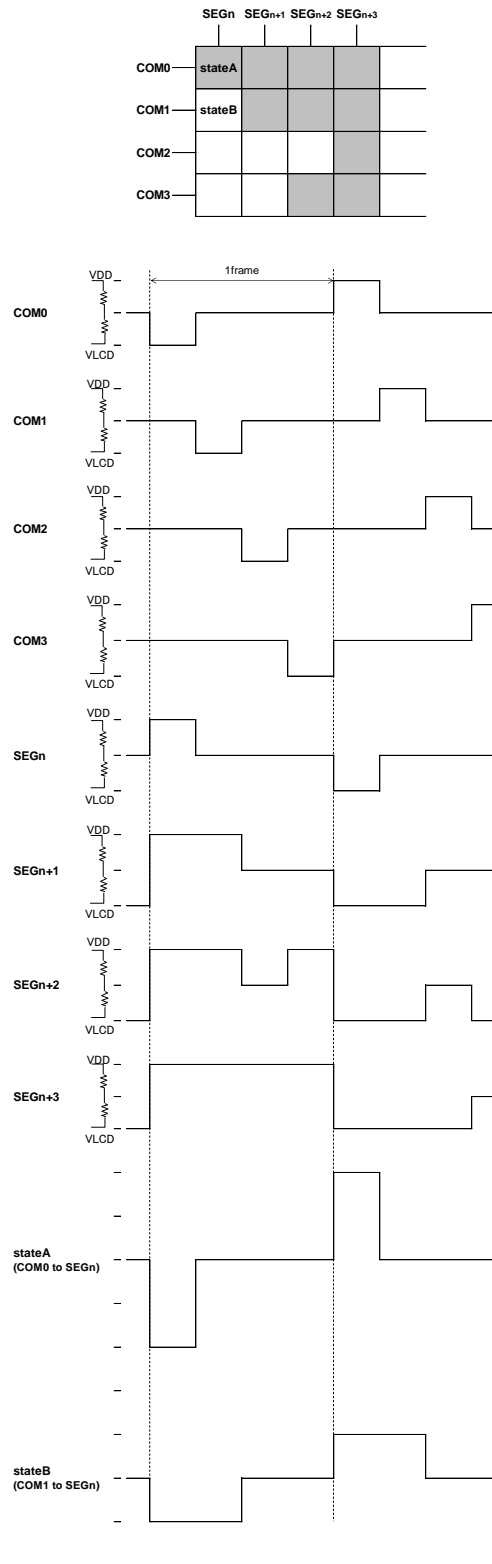 SEGn SEGn+1 SEGn+2 SEGn+3
COM0 stateA
COM1 stateB
COM2
COM3
1frame
VDD
COM0
VLCD
VDD
COM1
VLCD
VDD
COM2
VLCD
VDD
COM3
VLCD
VDD
SEGn
VLCD
VDD
SEGn+1
VLCD
VDD
SEGn+2
VLCD
VDD
SEGn+3
VLCD
stateA
(COM0 to SEGn)
stateB
(COM1 to SEGn)